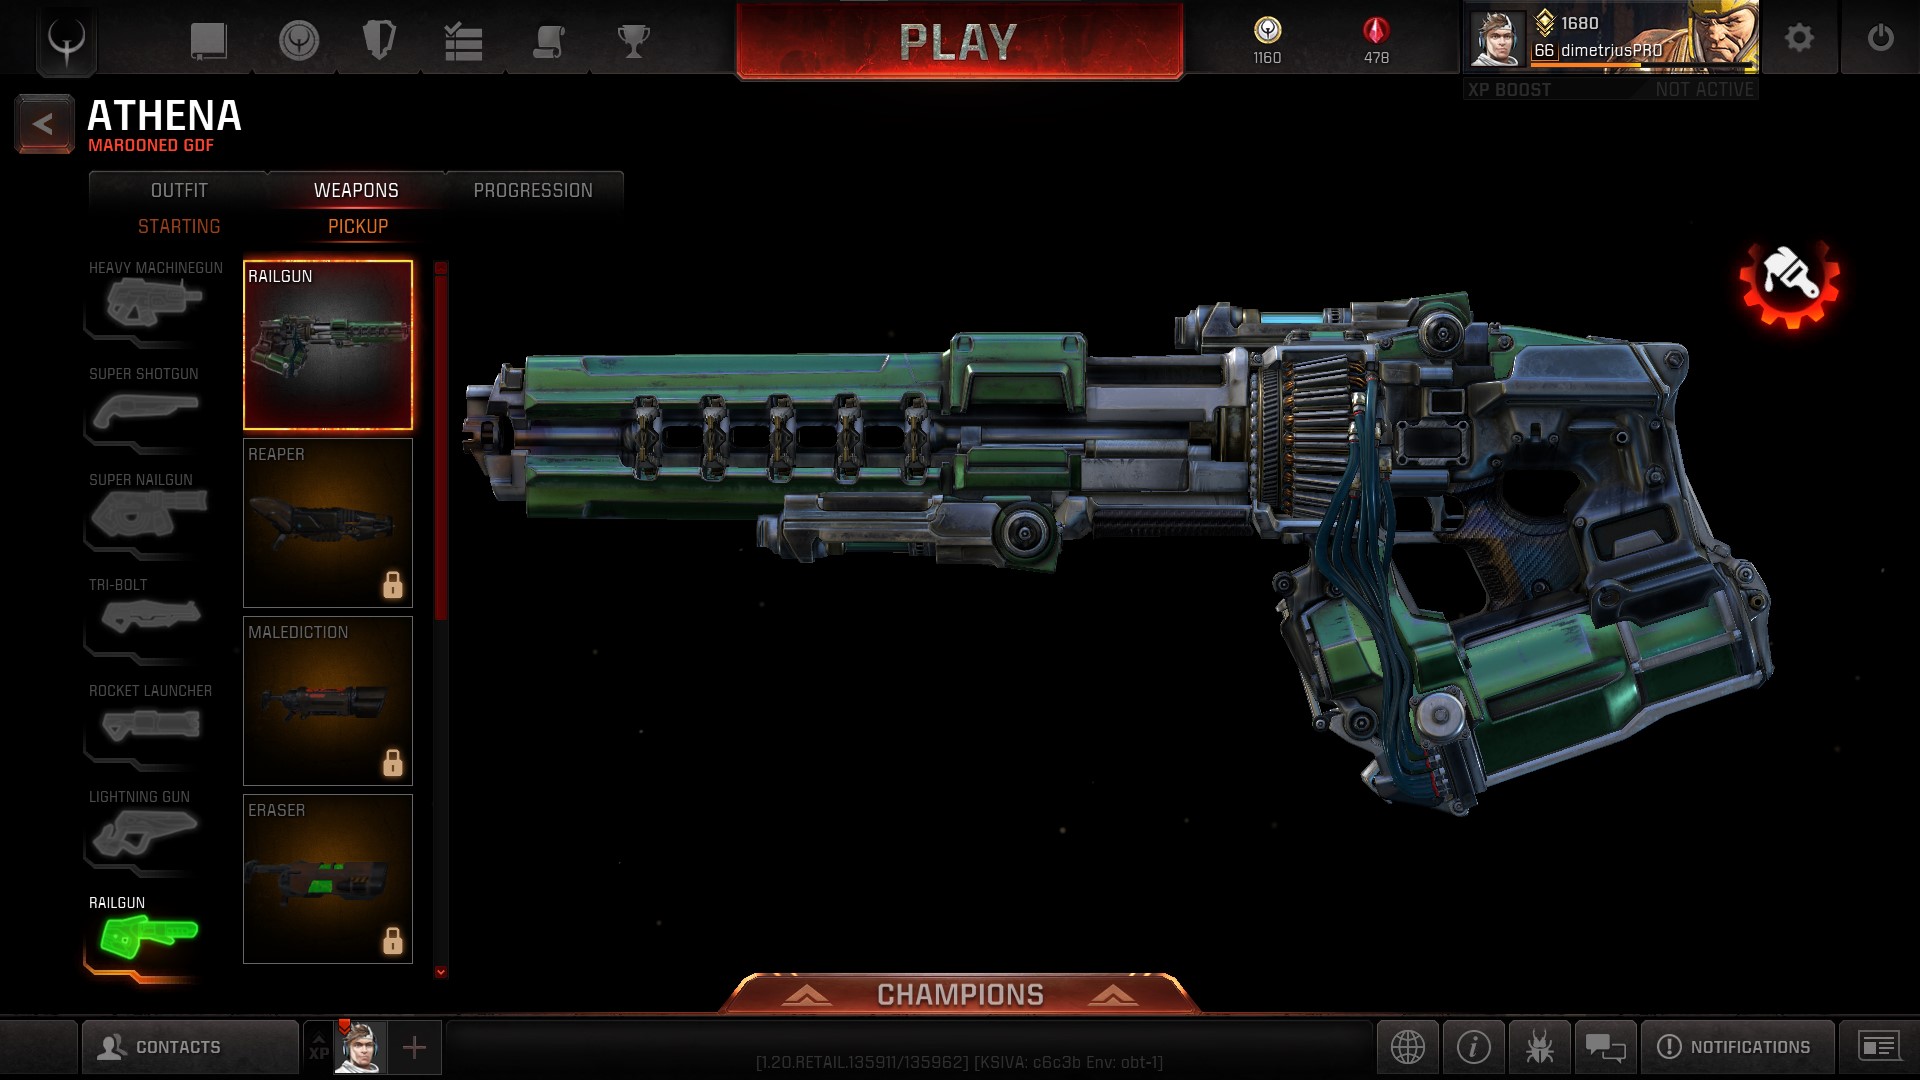 PLAY
1160
478
1680
66 dimetriusPRO
XP BOOST
NOT ACTIVE
<
ATHENA
MAROONED GDF
OUTFIT
WEAPONS
PROGRESSION
STARTING
PICKUP
HEAVY MACHINEGUN
SUPER SHOTGUN
SUPER NAILGUN
TRI-BOLT
ROCKET LAUNCHER
LIGHTNING GUN
RAILGUN
RAILGUN
REAPER
MALEDICTION
ERASER
CHAMPIONS
CONTACTS
XP
+
[1.20.RETAIL.135911/135962] [KSIVA: c6c3b Env: obt-1]
i
NOTIFICATIONS